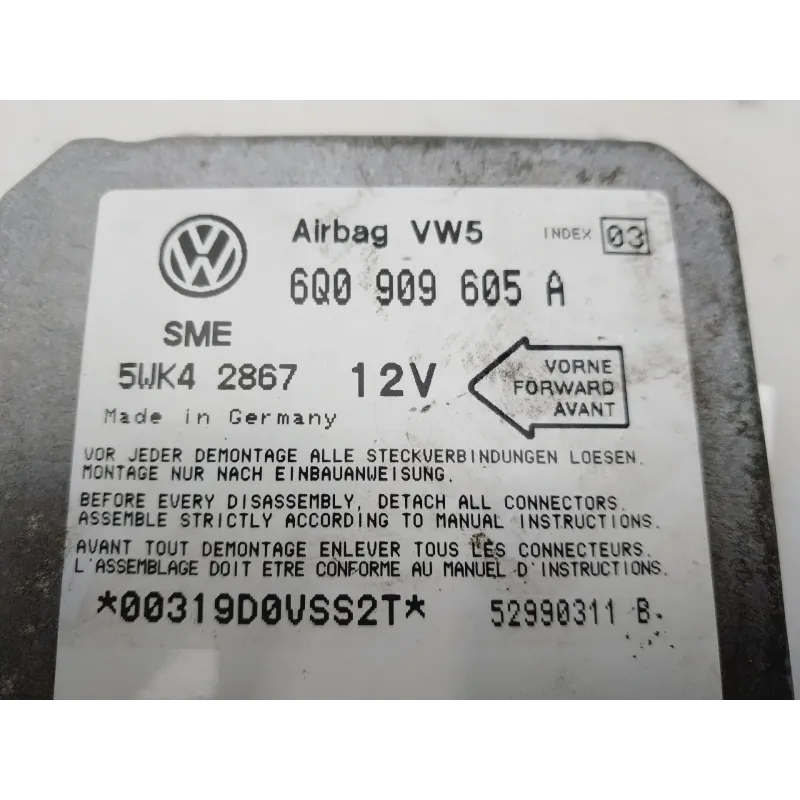 Airbag VW5 INDEX 03
6Q0 909 605 A
SME
5WK4 2867 12V
VORNE
FORWARD
AVANT
Made in Germany
VOR JEDER DEMONTAGE ALLE STECKVERBINDUNGEN LOESEN.
MONTAGE NUR NACH EINBAUANWEISUNG.
BEFORE EVERY DISASSEMBLY, DETACH ALL CONNECTORS.
ASSEMBLE STRICTLY ACCORDING TO MANUAL INSTRUCTIONS.
AVANT TOUT DEMONTAGE ENLEVER TOUS LES CONNECTEURS.
L'ASSEMBLAGE DOIT ETRE CONFORME AU MANUEL D'INSTRUCTIONS.
*00319D0VSS2T* 52990311 B.